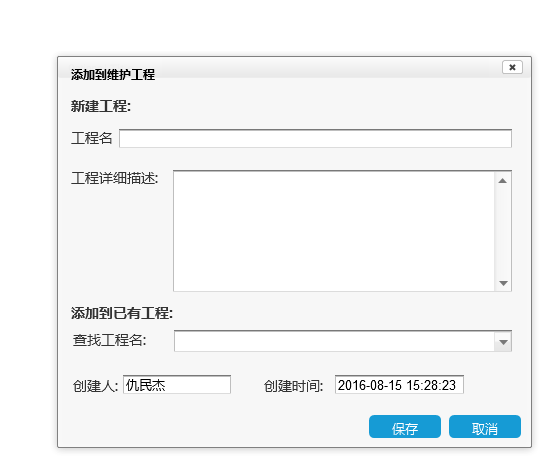 添加到维护工程
新建工程:
工程名
工程详细描述:
添加到已有工程:
查找工程名:
创建人: 仇民杰 创建时间: 2016-08-15 15:28:23
保存 取消